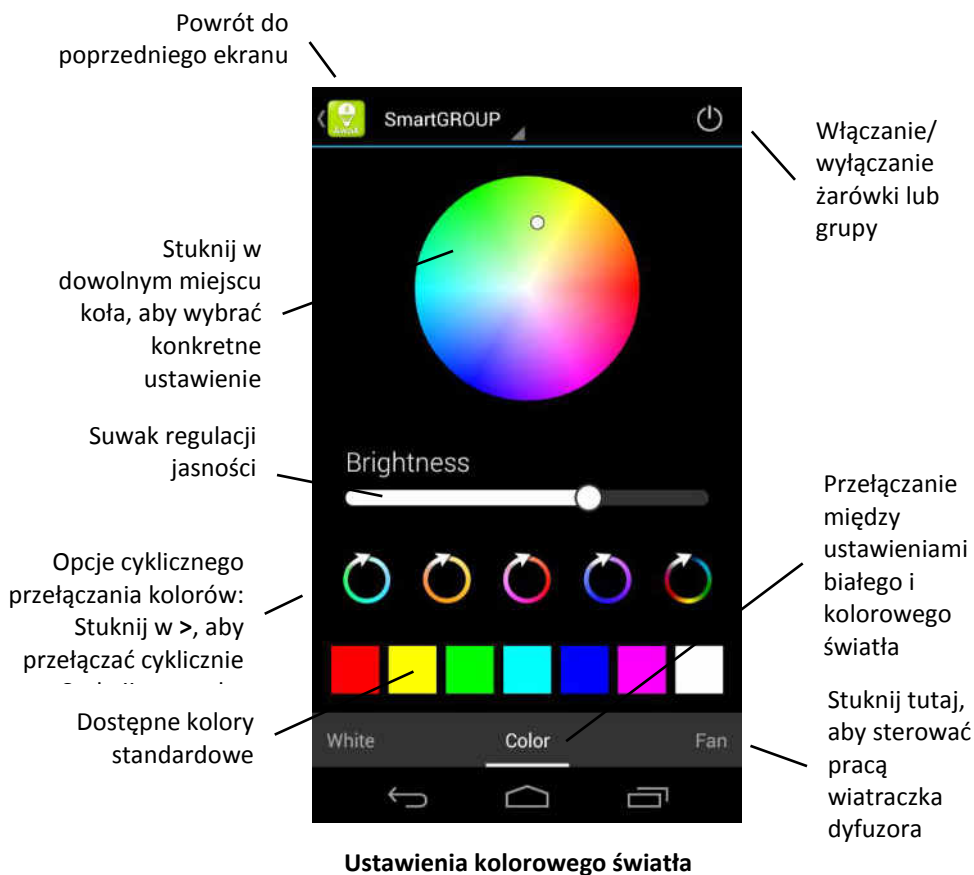 Powrót do
poprzedniego ekranu
SmartGROUP
Włączanie/
wyłączanie
żarówki lub
grupy
Stuknij w
dowolnym miejscu
koła, aby wybrać
konkretne
ustawienie
Suwak regulacji
jasności
Brightness
Przełączanie
między
ustawieniami
białego i
kolorowego
światła
Opcje cyklicznego
przełączania kolorów:
Stuknij w >, aby
przełączać cyklicznie
Dostępne kolory
standardowe
White Color Fan
Stuknij tutaj,
aby sterować
pracą
wiatraczka
dyfuzora
Ustawienia kolorowego światła